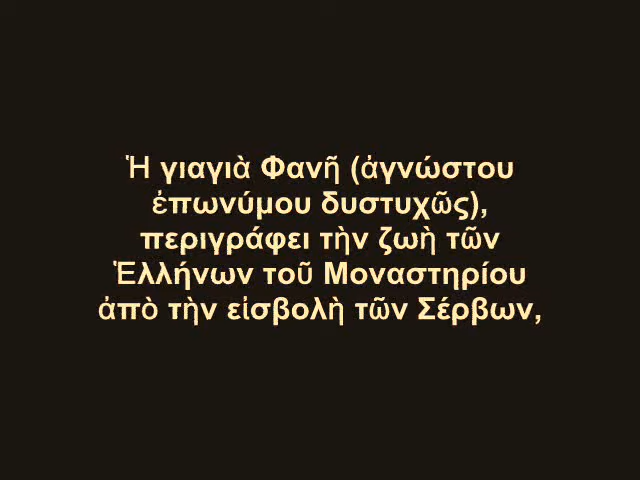 Ἡ γιαγιὰ Φανῆ (ἀγνώστου
ἐπωνύμου δυστυχῶς),
περιγράφει τὴν ζωὴ τῶν
Ἑλλήνων τοῦ Μοναστηρίου
ἀπὸ τὴν εἰσβολὴ τῶν Σέρβων,